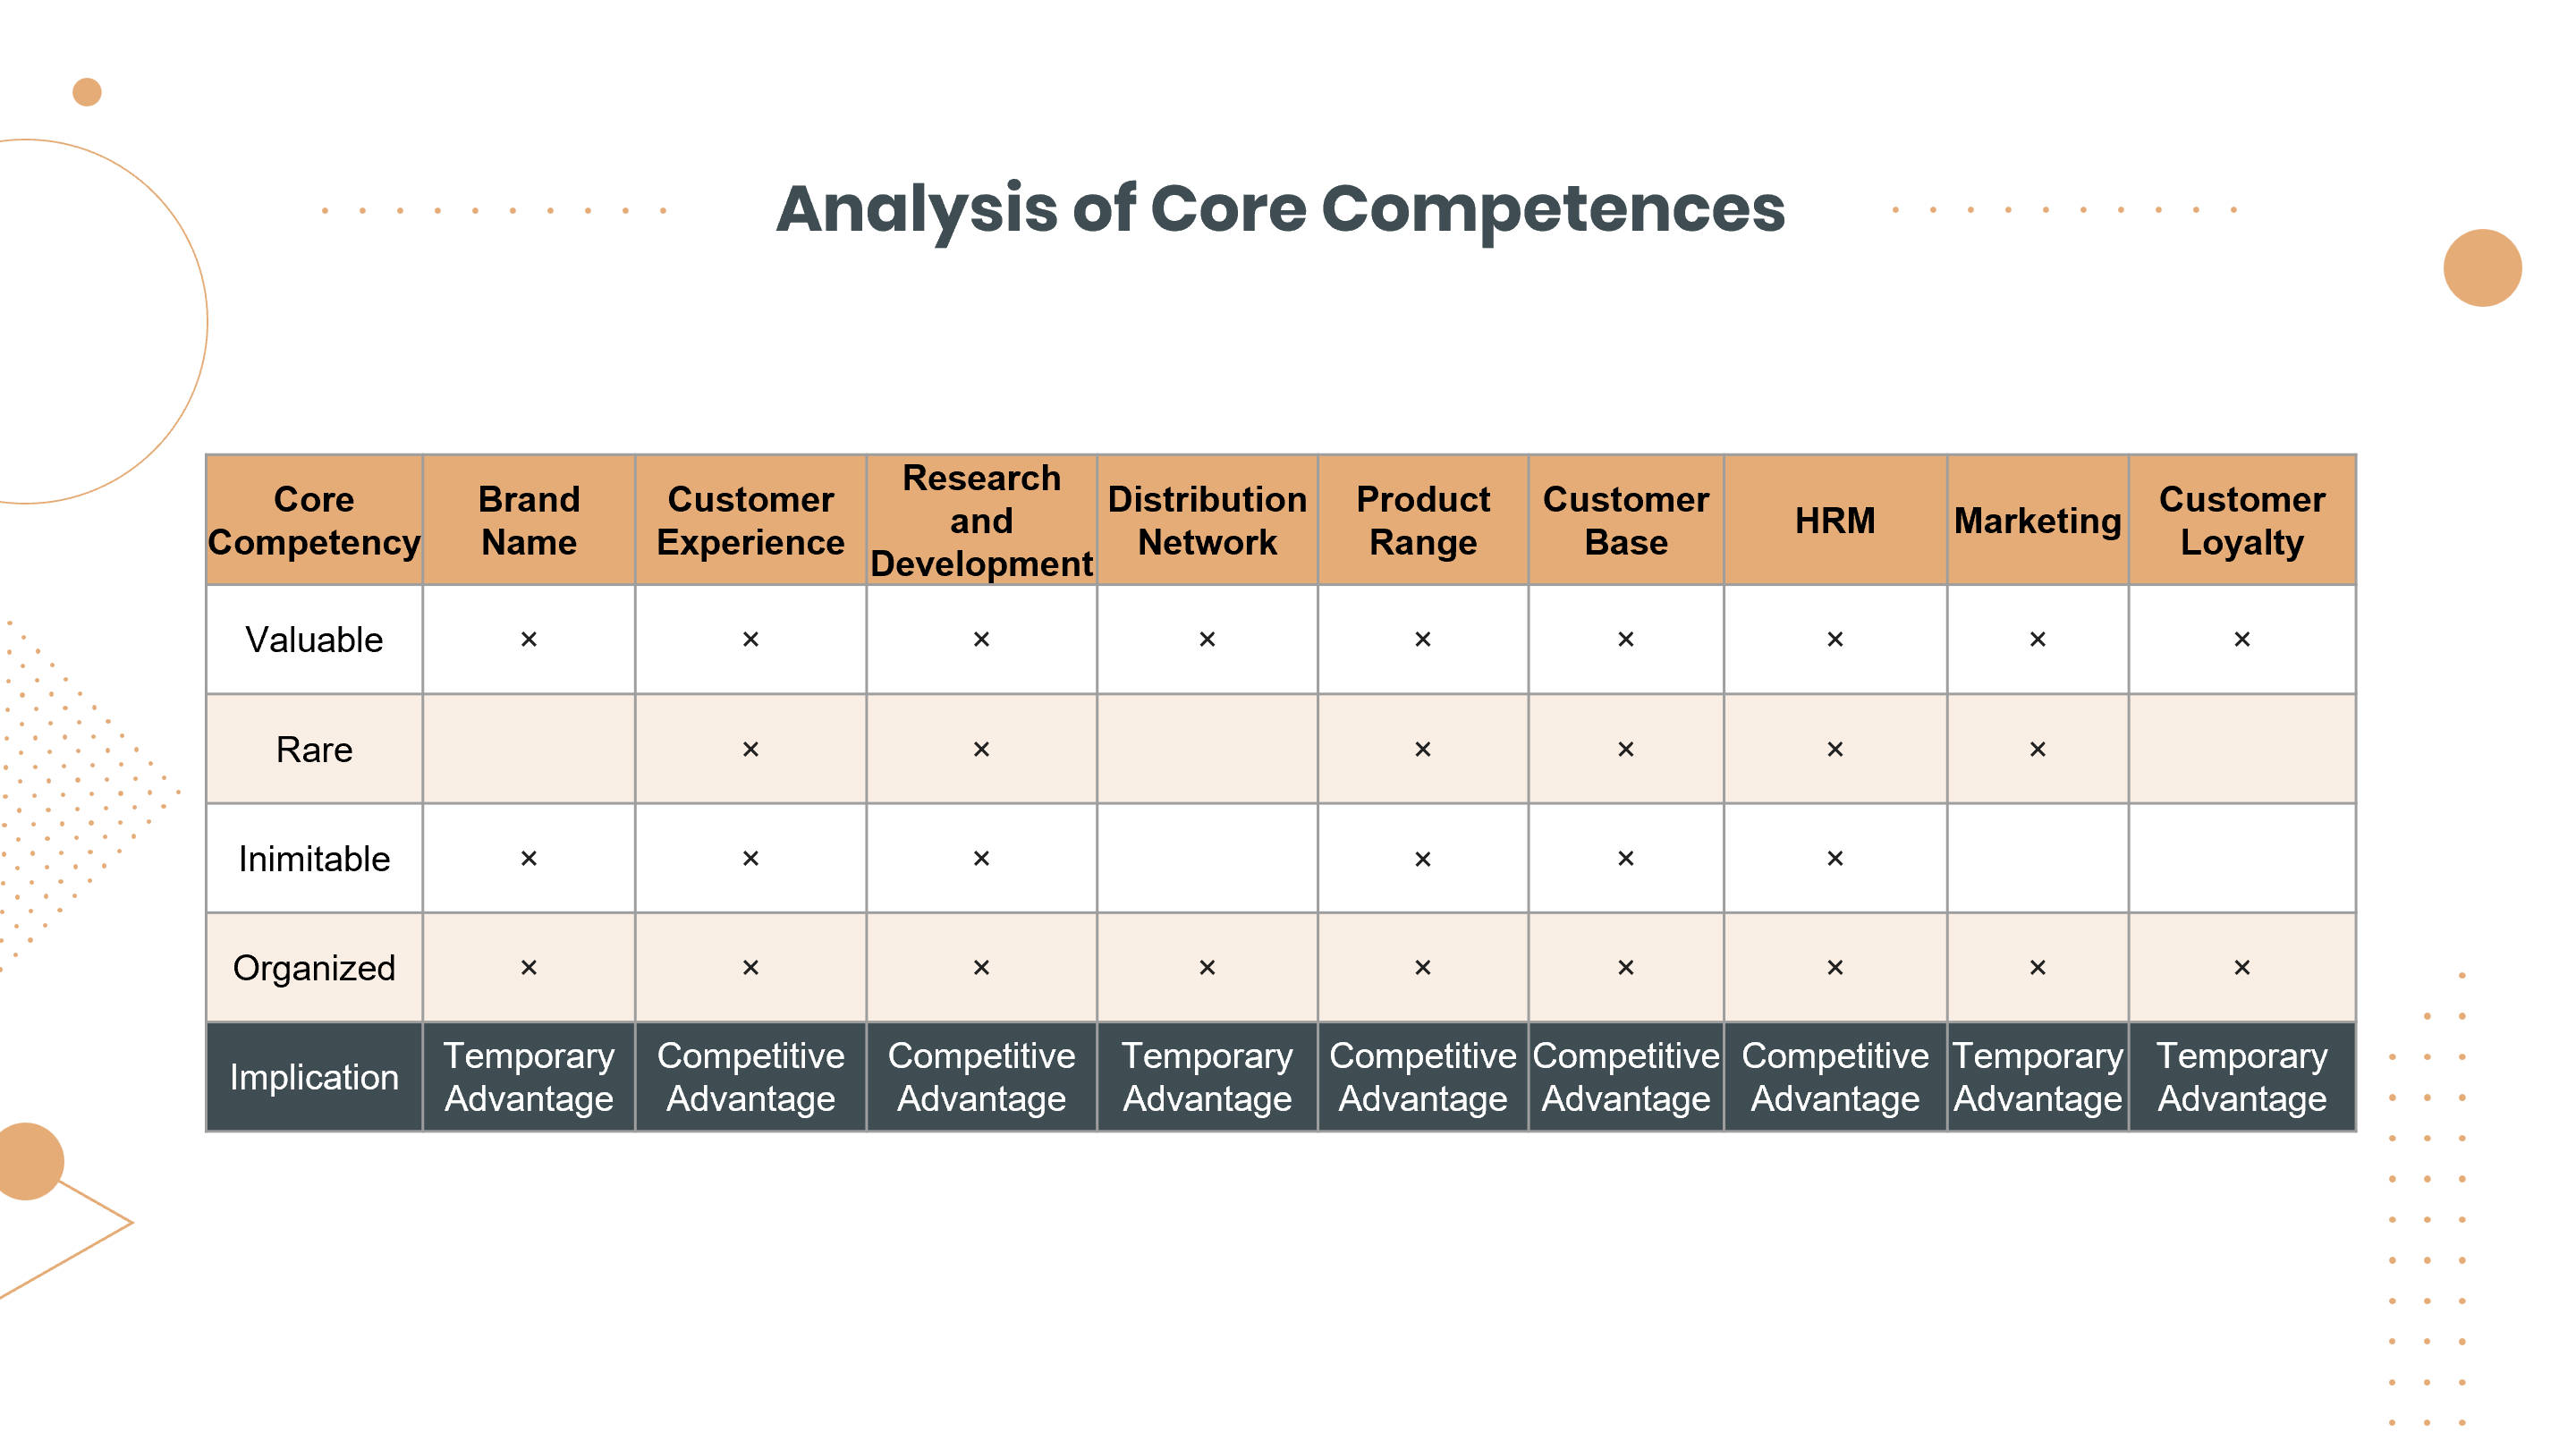 Analysis of Core Competences
Core Competency Brand Name Customer Experience Research and Development Distribution Network Product Range Customer Base HRM Marketing Customer Loyalty
Valuable × × × × × × × × ×
Rare × × × × × ×
Inimitable × × × × × ×
Organized × × × × × × × × ×
Implication Temporary Advantage Competitive Advantage Competitive Advantage Temporary Advantage Competitive Advantage Competitive Advantage Competitive Advantage Temporary Advantage Temporary Advantage